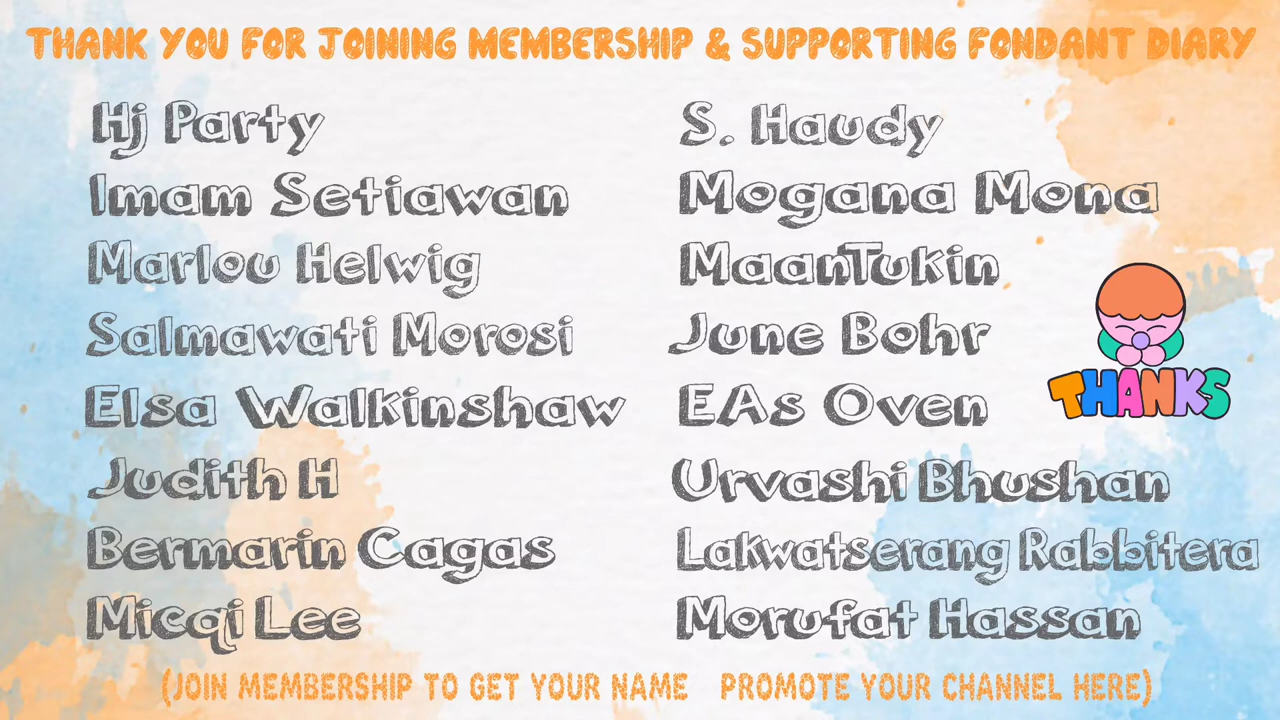 THANK YOU FOR JOINING MEMBERSHIP & SUPPORTING FONDANT DIARY
Hj Party
Imam Setiawan
Marlou Helwig
Salmawati Morosi
Elsa Walkinshaw
Judith H
Bermarin Cagas
Micqi Lee
S. Haudy
Mogana Mona
MaanTukin
June Bohr
EAs Oven
Urvashi Bhushan
Lakwatserang Rabbitera
Morufat Hassan
THANKS
(JOIN MEMBERSHIP TO GET YOUR NAME PROMOTE YOUR CHANNEL HERE)